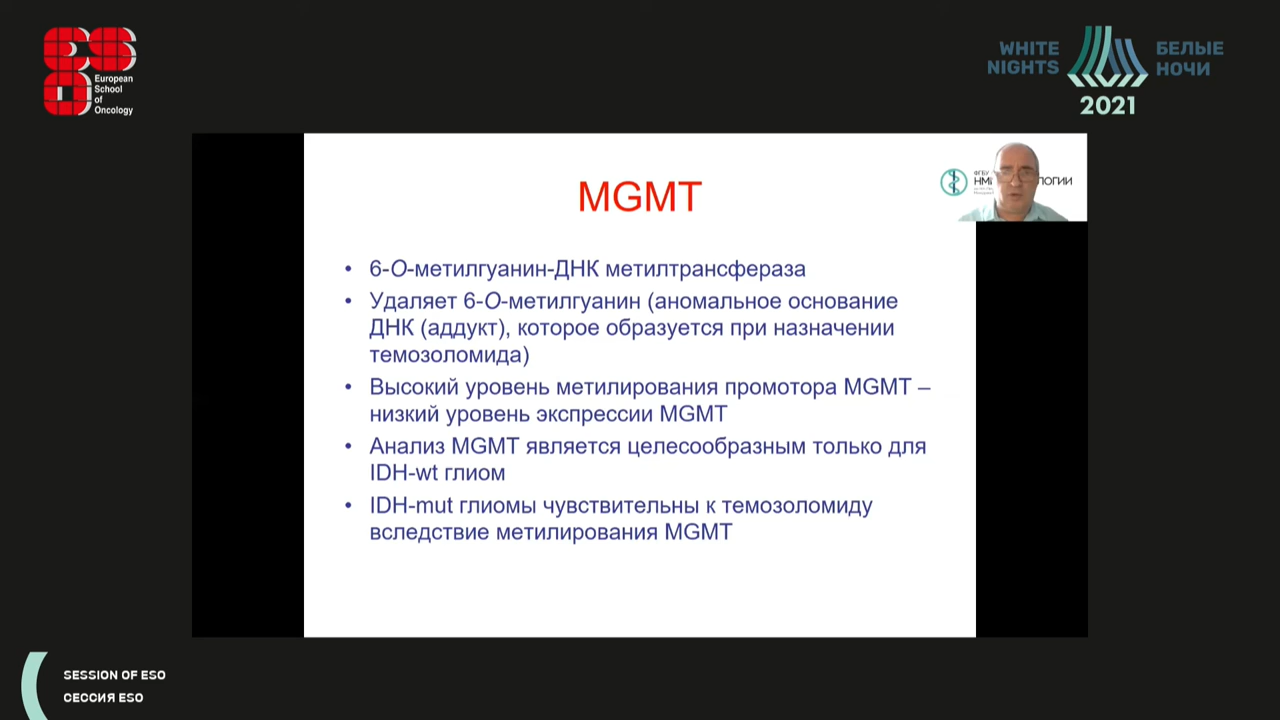 European
School
of
Oncology
WHITE
NIGHTS
БЕЛЫЕ
НОЧИ
2021
ФГБУ
MGMT
• 6-O-метилгуанин-ДНК метилтрансфераза
• Удаляет 6-O-метилгуанин (аномальное основание
ДНК (аддукт), которое образуется при назначении
темозоломида)
• Высокий уровень метилирования промотора MGMT –
низкий уровень экспрессии MGMT
• Анализ MGMT является целесообразным только для
IDH-wt глиом
• IDH-mut глиомы чувствительны к темозоломиду
вследствие метилирования MGMT
SESSION OF ESO
СЕССИЯ ESO